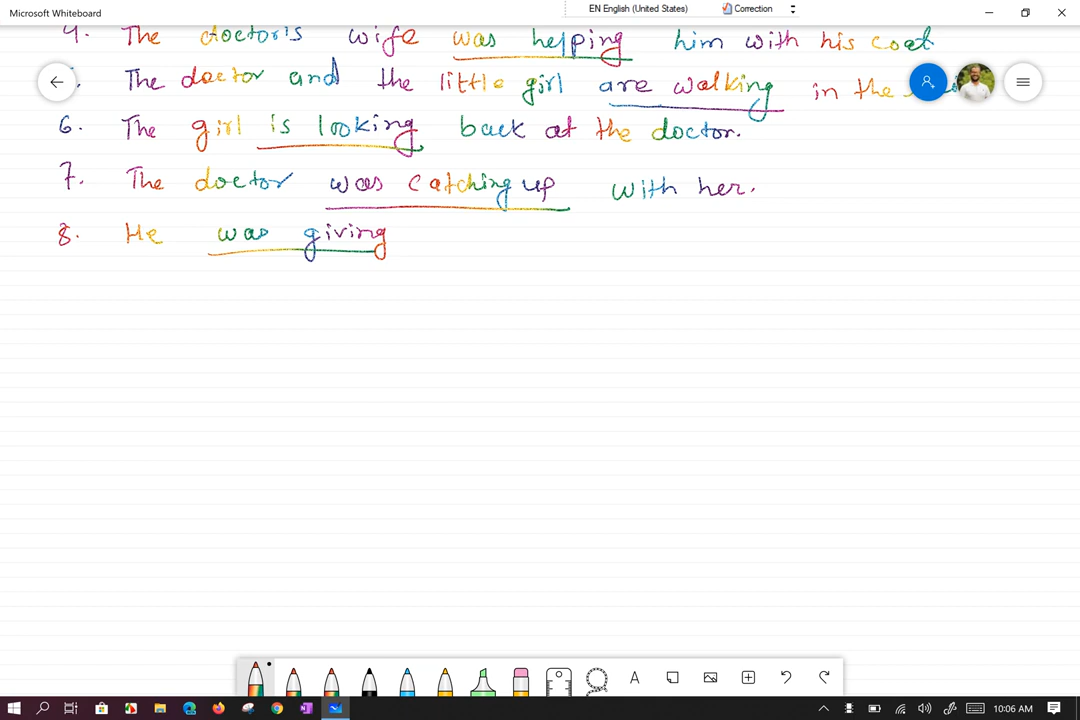 Microsoft Whiteboard
EN English (United States) Correction
4. The doctor's wife was helping him with his coat
The doctor and the little girl are walking in the
6. The girl is looking back at the doctor.
7. The doctor was catching up with her.
8. He was giving
10:06 AM